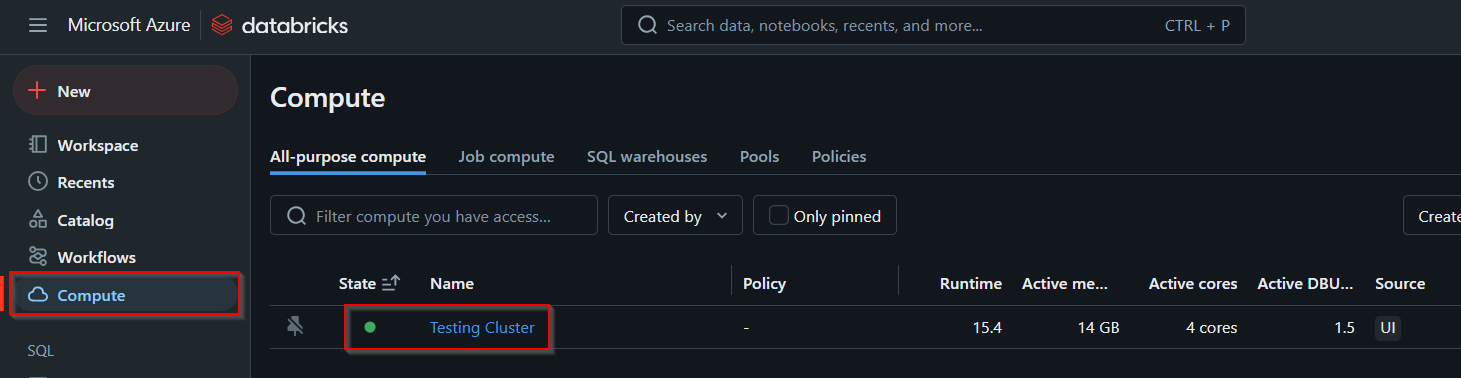 Microsoft Azure databricks Search data, notebooks, recents, and more... CTRL + P
New
Workspace
Recents
Catalog
Workflows
Compute
SQL
Compute
All-purpose compute Job compute SQL warehouses Pools Policies
Filter compute you have access... Created by Only pinned Create
State Name Policy Runtime Active me... Active cores Active DBU... Source
Testing Cluster - 15.4 14 GB 4 cores 1.5 UI